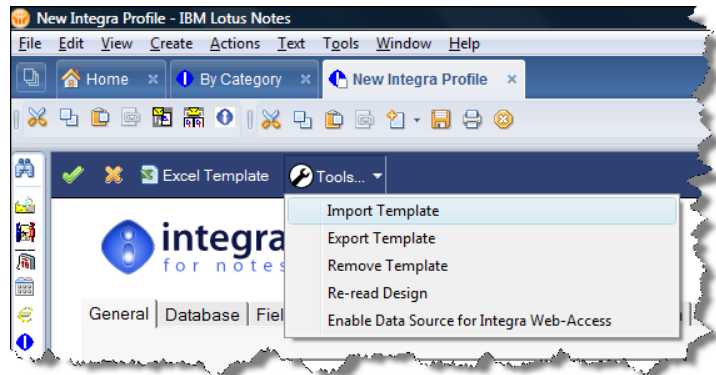 New Integra Profile - IBM Lotus Notes
File Edit View Create Actions Text Tools Window Help
Home By Category New Integra Profile
Excel Template Tools...
Import Template
Export Template
Remove Template
Re-read Design
Enable Data Source for Integra Web-Access
integra
for notes
General Database Fiel